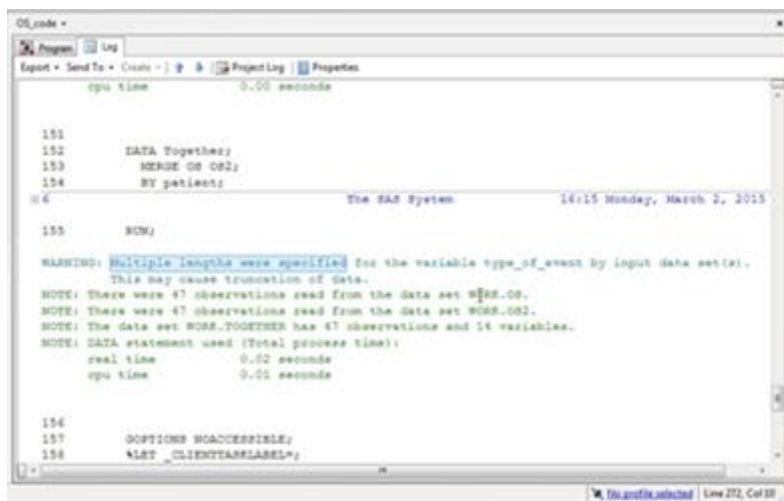 OS_code
Program Log
Export Send To Create Project Log Properties
cpu time 0.00 seconds
151
152 DATA Together;
153 MERGE OS OS2;
154 BY patient;
6 The SAS System 16:15 Monday, March 2, 2015
155 RUN;
WARNING: Multiple lengths were specified for the variable type_of_event by input data set(s).
This may cause truncation of data.
NOTE: There were 47 observations read from the data set WORK.OS.
NOTE: There were 47 observations read from the data set WORK.OS2.
NOTE: The data set WORK.TOGETHER has 47 observations and 14 variables.
NOTE: DATA statement used (Total process time):
real time 0.02 seconds
cpu time 0.01 seconds
156
157 GOPTIONS NOACCESSIBLE;
158 %LET _CLIENTTASKLABEL=;
No profile selected Line 272, Col